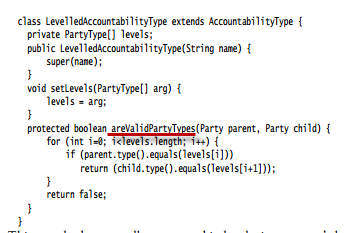 class LevelledAccountabilityType extends AccountabilityType {
private PartyType[] levels;
public LevelledAccountabilityType(String name) {
super(name);
}
void setLevels(PartyType[] arg) {
levels = arg;
}
protected boolean areValidPartyTypes(Party parent, Party child) {
for (int i=0; i<levels.length; i++) {
if (parent.type().equals(levels[i]))
return (child.type().equals(levels[i+1]));
}
return false;
}
}